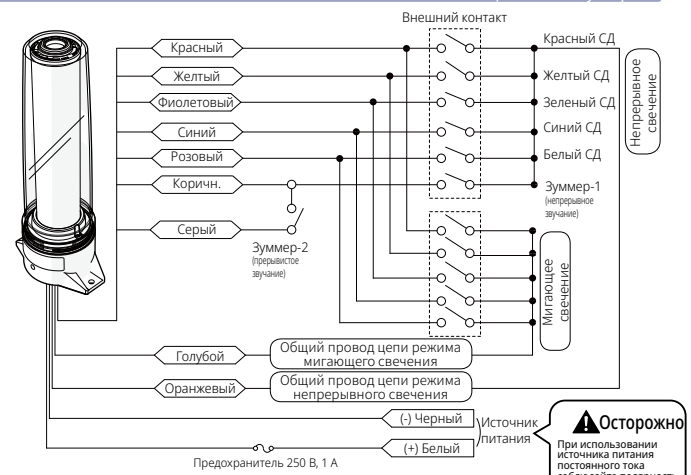 Внешний контакт
Красный
Красный СД
Желтый
Желтый СД
Фиолетовый
Зеленый СД
Синий
Синий СД
Розовый
Белый СД
Непрерывное
свечение
Коричн.
Зуммер-1
(непрерывное
звучание)
Серый
Зуммер-2
(прерывистое
звучание)
Мигающее
свечение
Голубой
Общий провод цепи режима
мигающего свечения
Оранжевый
Общий провод цепи режима
непрерывного свечения
(-) Черный
(+) Белый
Источник
питания
Предохранитель 250 В, 1 А
Осторожно
При использовании
источника питания
постоянного тока